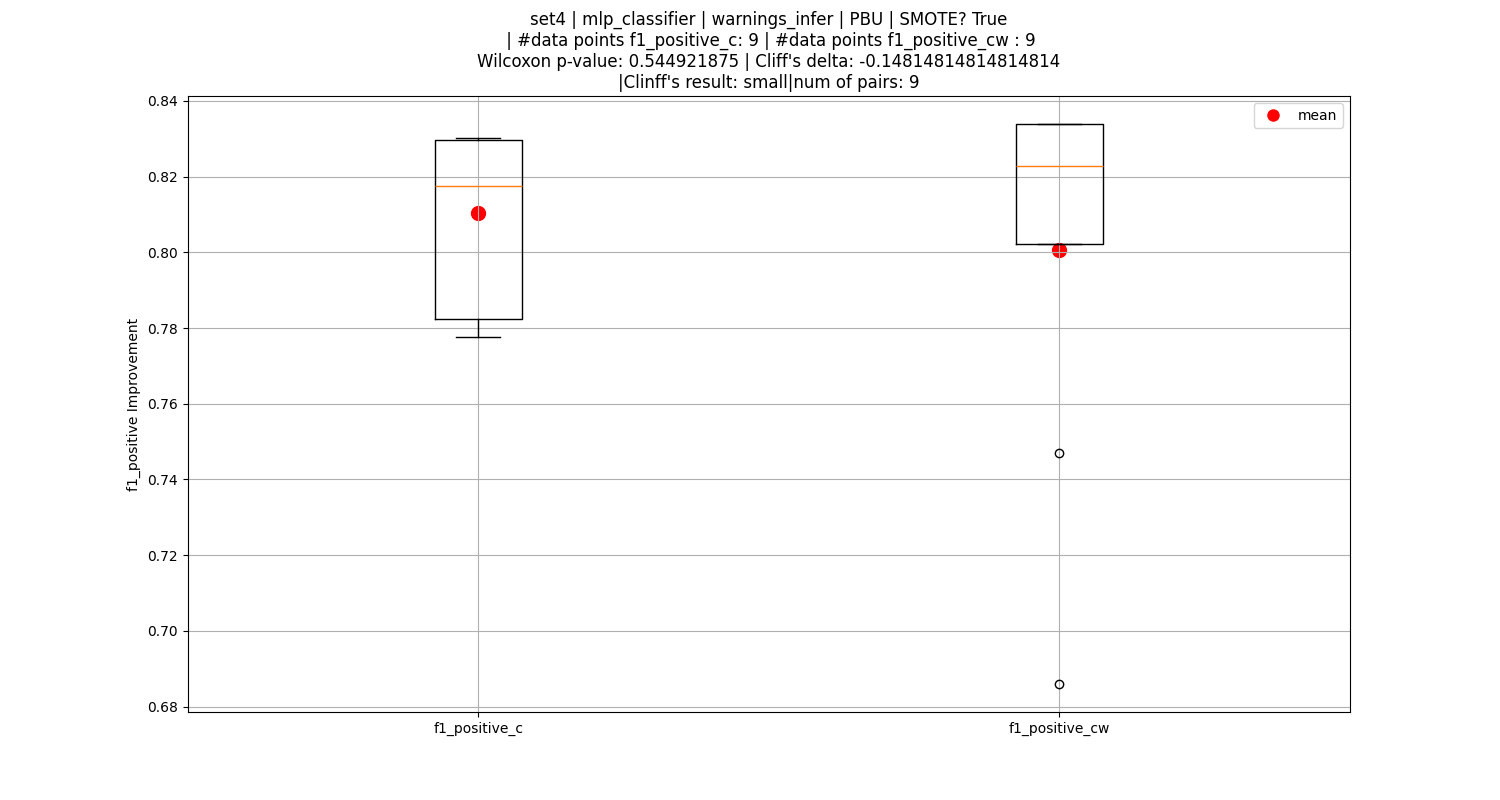 set4 | mlp_classifier | warnings_infer | PBU | SMOTE? True
| #data points f1_positive_c: 9 | #data points f1_positive_cw : 9
Wilcoxon p-value: 0.544921875 | Cliff's delta: -0.14814814814814814
|Clinff's result: small|num of pairs: 9
mean
f1_positive Improvement
0.84
0.82
0.80
0.78
0.76
0.74
0.72
0.70
0.68
f1_positive_c
f1_positive_cw